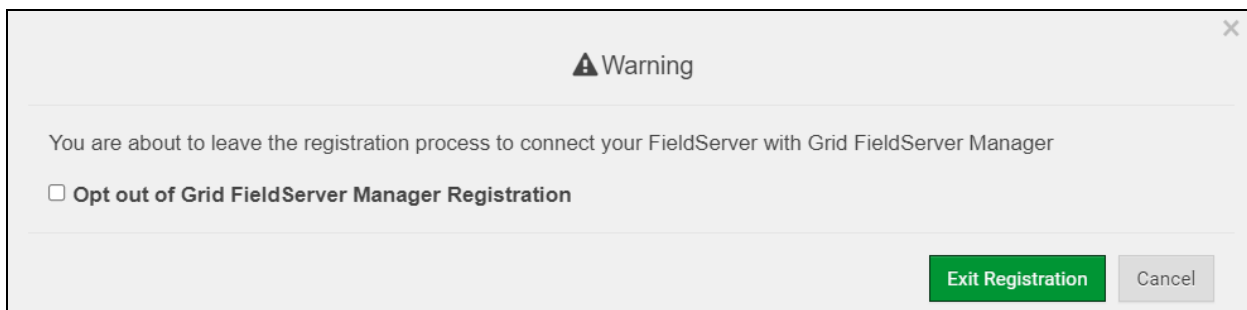 Warning
You are about to leave the registration process to connect your FieldServer with Grid FieldServer Manager
Opt out of Grid FieldServer Manager Registration
Exit Registration
Cancel